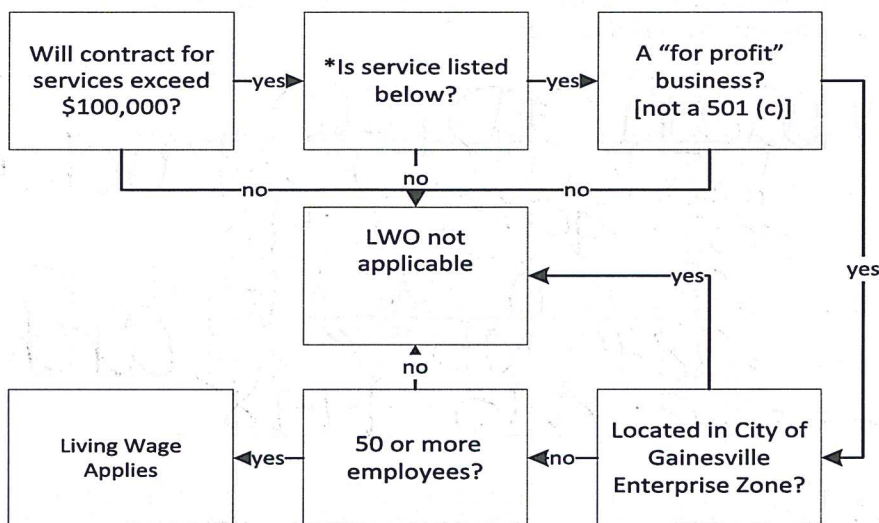 Will contract for
services exceed
$100,000?
yes
*Is service listed
below?
yes
A “for profit”
business?
[not a 501 (c)]
no
no
no
yes
LWO not
applicable
yes
no
Living Wage
Applies
yes
50 or more
employees?
no
Located in City of
Gainesville
Enterprise Zone?